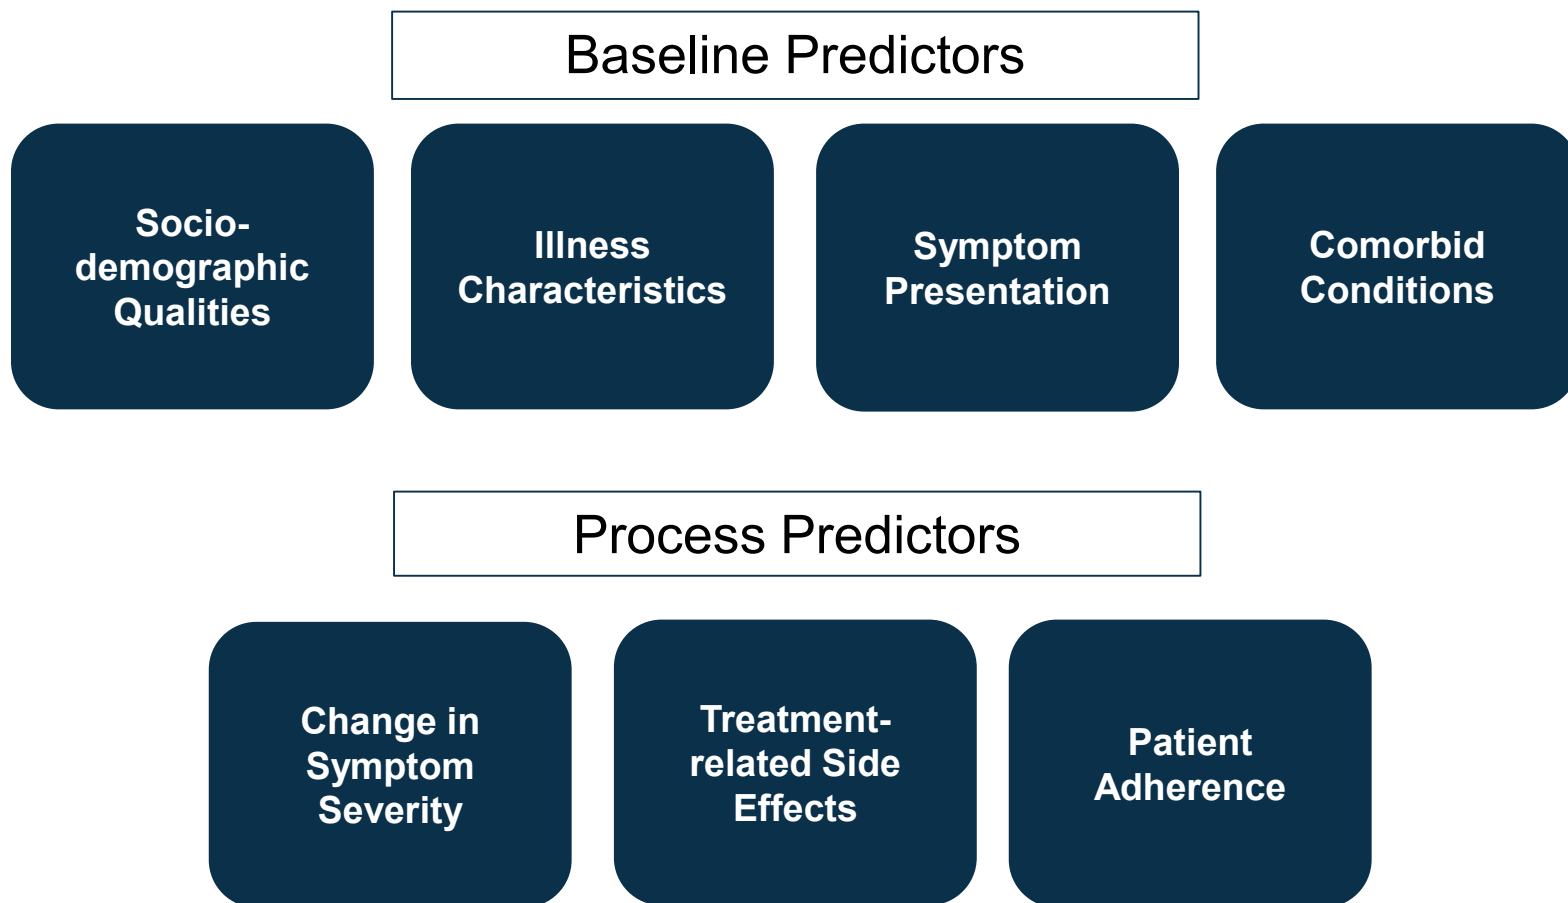 Baseline Predictors
Socio-
demographic
Qualities
Illness
Characteristics
Symptom
Presentation
Comorbid
Conditions
Process Predictors
Change in
Symptom
Severity
Treatment-
related Side
Effects
Patient
Adherence